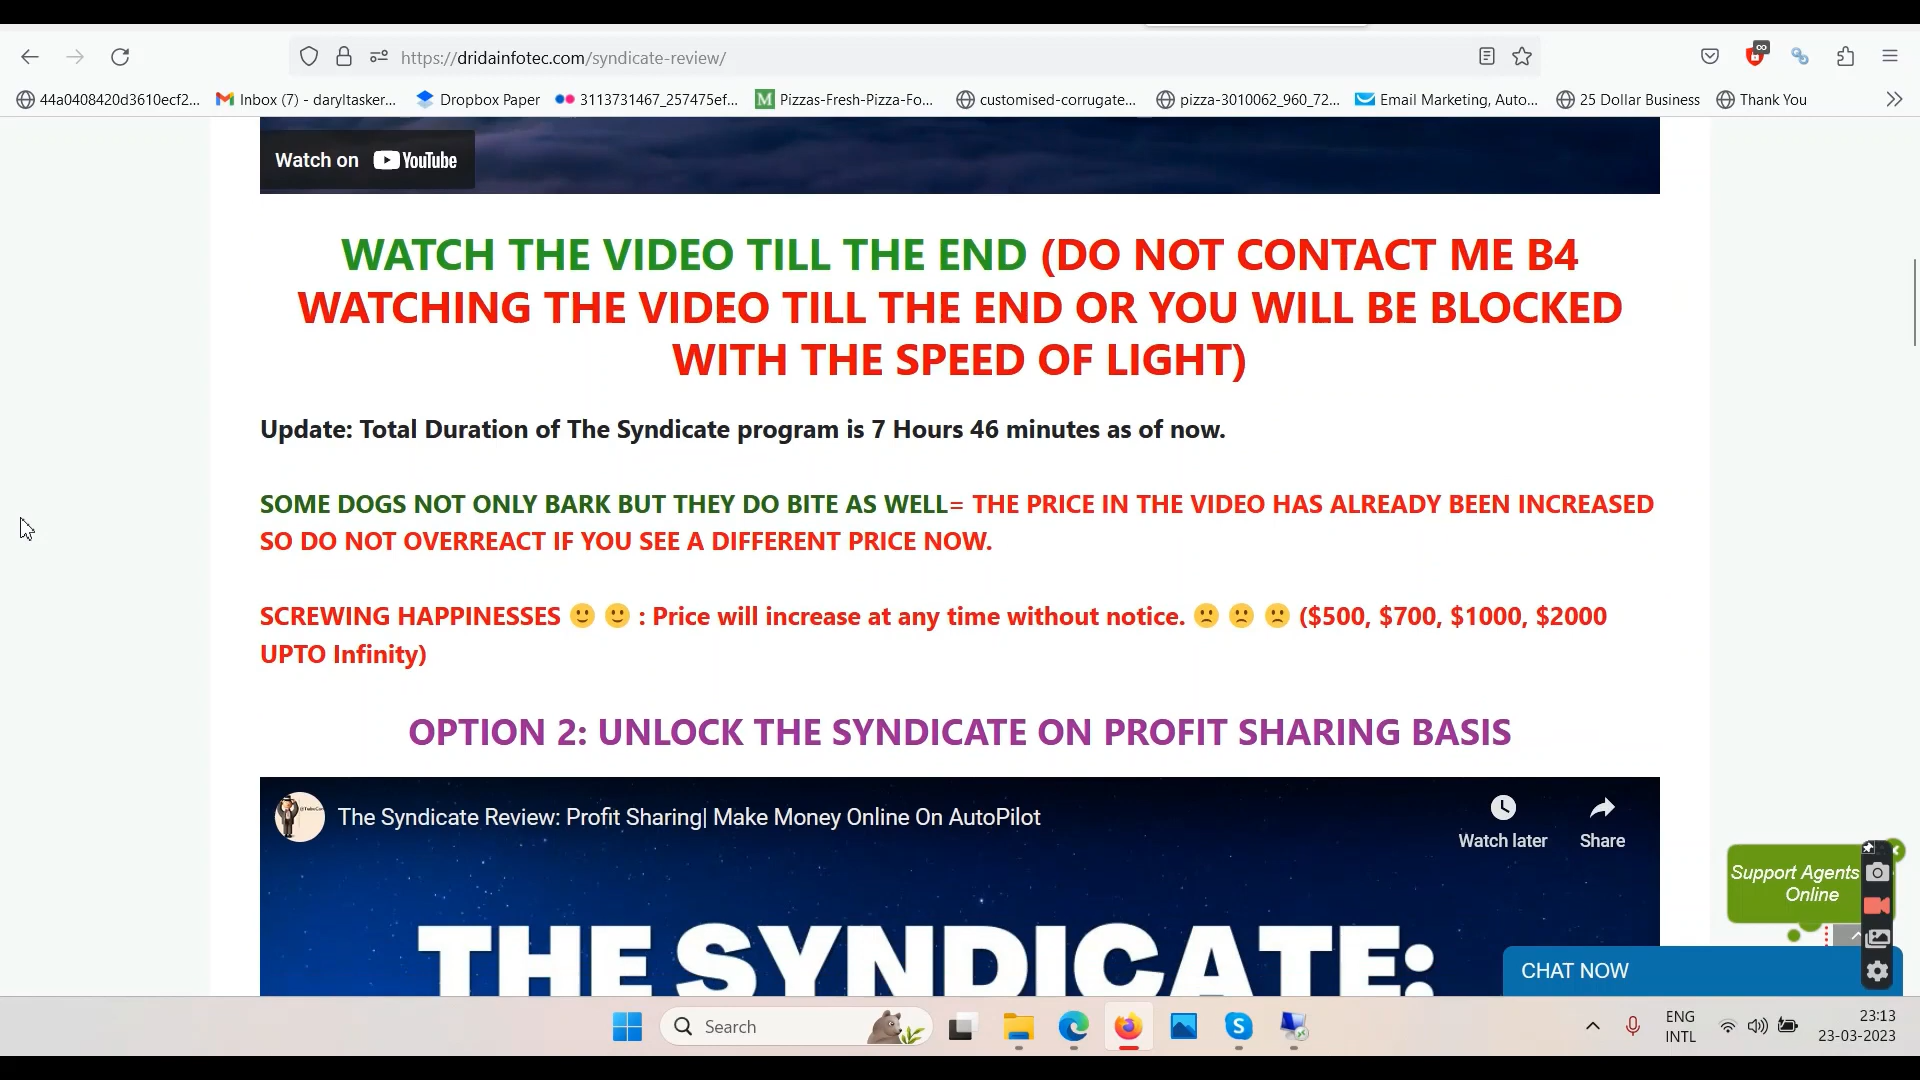 https://dridainfotec.com/syndicate-review/
44a0408420d3610ecf2...
Inbox (7) - daryltasker...
Dropbox Paper
3113731467_257475ef...
M
Pizzas-Fresh-Pizza-Fo...
customised-corrugate...
pizza-3010062_960_72...
Email Marketing, Auto...
25 Dollar Business
Thank You
Watch on YouTube
WATCH THE VIDEO TILL THE END (DO NOT CONTACT ME B4
WATCHING THE VIDEO TILL THE END OR YOU WILL BE BLOCKED
WITH THE SPEED OF LIGHT)
Update: Total Duration of The Syndicate program is 7 Hours 46 minutes as of now.
SOME DOGS NOT ONLY BARK BUT THEY DO BITE AS WELL= THE PRICE IN THE VIDEO HAS ALREADY BEEN INCREASED
SO DO NOT OVERREACT IF YOU SEE A DIFFERENT PRICE NOW.
SCREWING HAPPINESSES 🙂 🙂 : Price will increase at any time without notice. 🙁 🙁 🙁 ($500, $700, $1000, $2000
UPTO Infinity)
OPTION 2: UNLOCK THE SYNDICATE ON PROFIT SHARING BASIS
The Syndicate Review: Profit Sharing| Make Money Online On AutoPilot
Watch later
Share
THE SYNDICATE:
Support Agents
Online
CHAT NOW
Search
ENG
INTL
23:13
23-03-2023